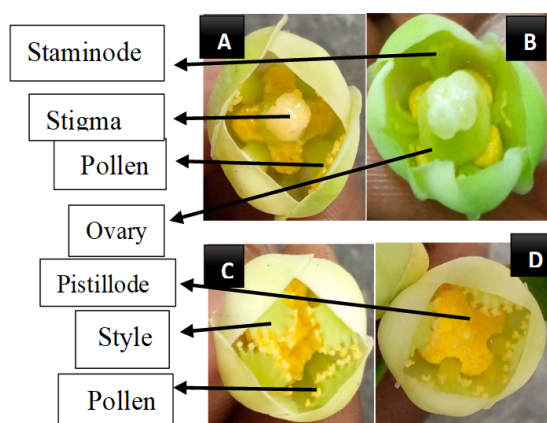 Staminode
A
B
Stigma
Pollen
Ovary
C
D
Pistillode
Style
Pollen